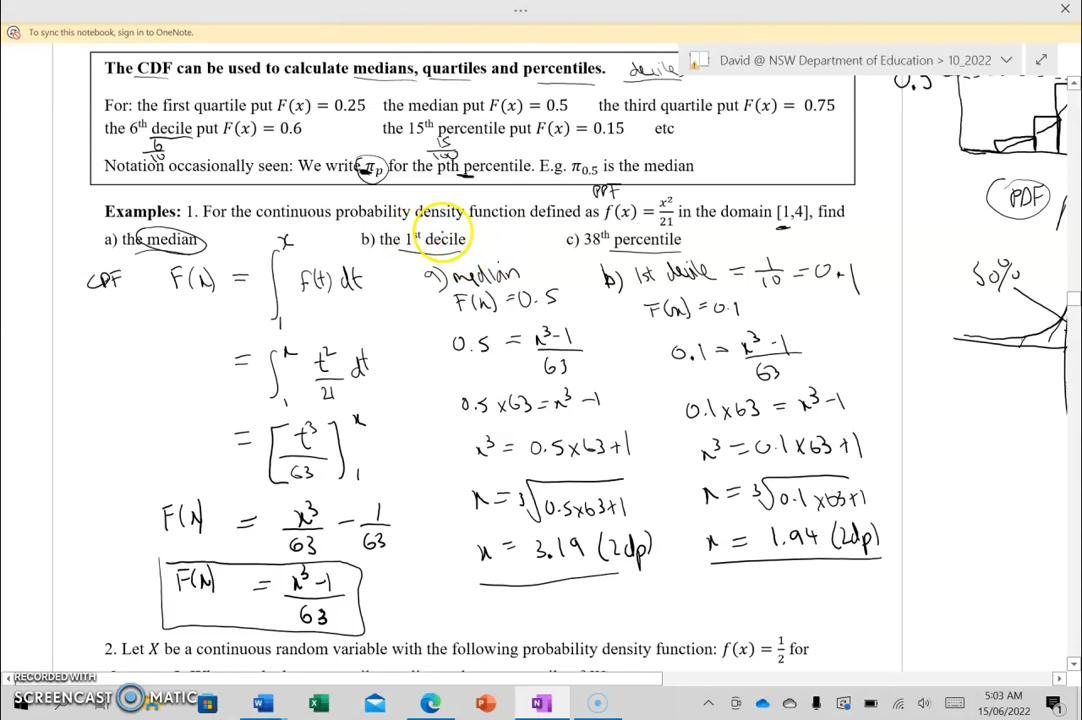 To sync this notebook, sign in to OneNote.
David @ NSW Department of Education > 10_2022
The CDF can be used to calculate medians, quartiles and percentiles. decile
For: the first quartile put F(x) = 0.25 the median put F(x) = 0.5 the third quartile put F(x) = 0.75
the 6th decile put F(x) = 0.6 the 15th percentile put F(x) = 0.15 etc
6/10 15/100
Notation occasionally seen: We write π_p for the pth percentile. E.g. π_0.5 is the median
PPF
Examples: 1. For the continuous probability density function defined as f(x) = x²/21 in the domain [1,4], find
a) the median b) the 1st decile c) 38th percentile
CPF F(x) = ∫₁ˣ f(t) dt
= ∫₁ˣ t²/21 dt
= [t³/63]₁ˣ
F(x) = x³/63 − 1/63
F(x) = x³−1/63
a) median
F(x) = 0.5
0.5 = x³−1/63
0.5×63 = x³ −1
x³ = 0.5×63+1
x = ³√0.5×63+1
x = 3.19 (2dp)
b) 1st decile = 1/10 = 0.1
F(x) = 0.1
0.1 = x³−1/63
0.1×63 = x³−1
x³ = 0.1×63+1
x = ³√0.1×63+1
x = 1.94 (2dp)
0.5
PDF
50%
2. Let X be a continuous random variable with the following probability density function: f(x) = 1/2 for
RECORDED WITH
SCREENCAST MATIC
5:03 AM
15/06/2022